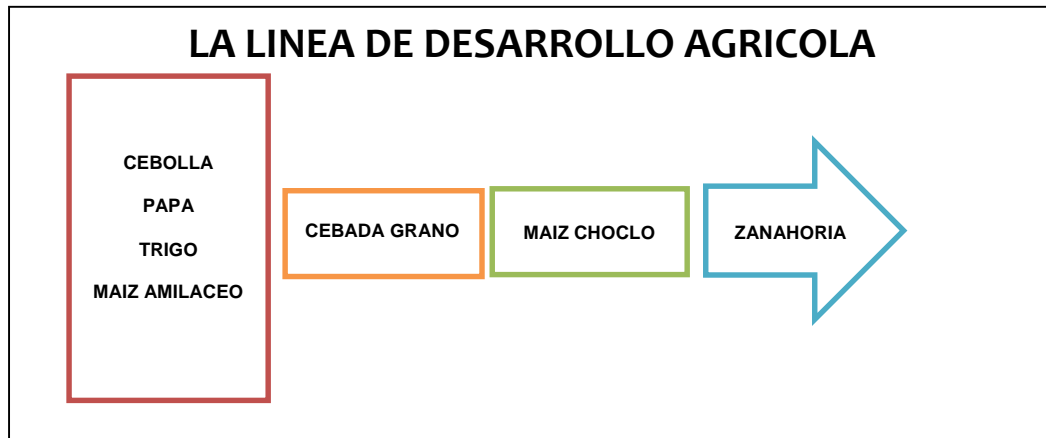 LA LINEA DE DESARROLLO AGRICOLA
CEBOLLA
PAPA
TRIGO
MAIZ AMILACEO
CEBADA GRANO
MAIZ CHOCLO
ZANAHORIA